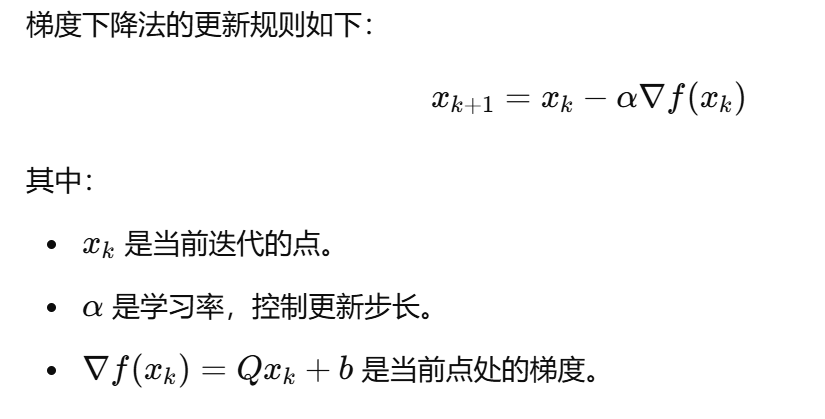 梯度下降法的更新规则如下：
x_{k+1} = x_k − α∇f(x_k)
其中：
• x_k 是当前迭代的点。
• α 是学习率，控制更新步长。
• ∇f(x_k) = Qx_k + b 是当前点处的梯度。